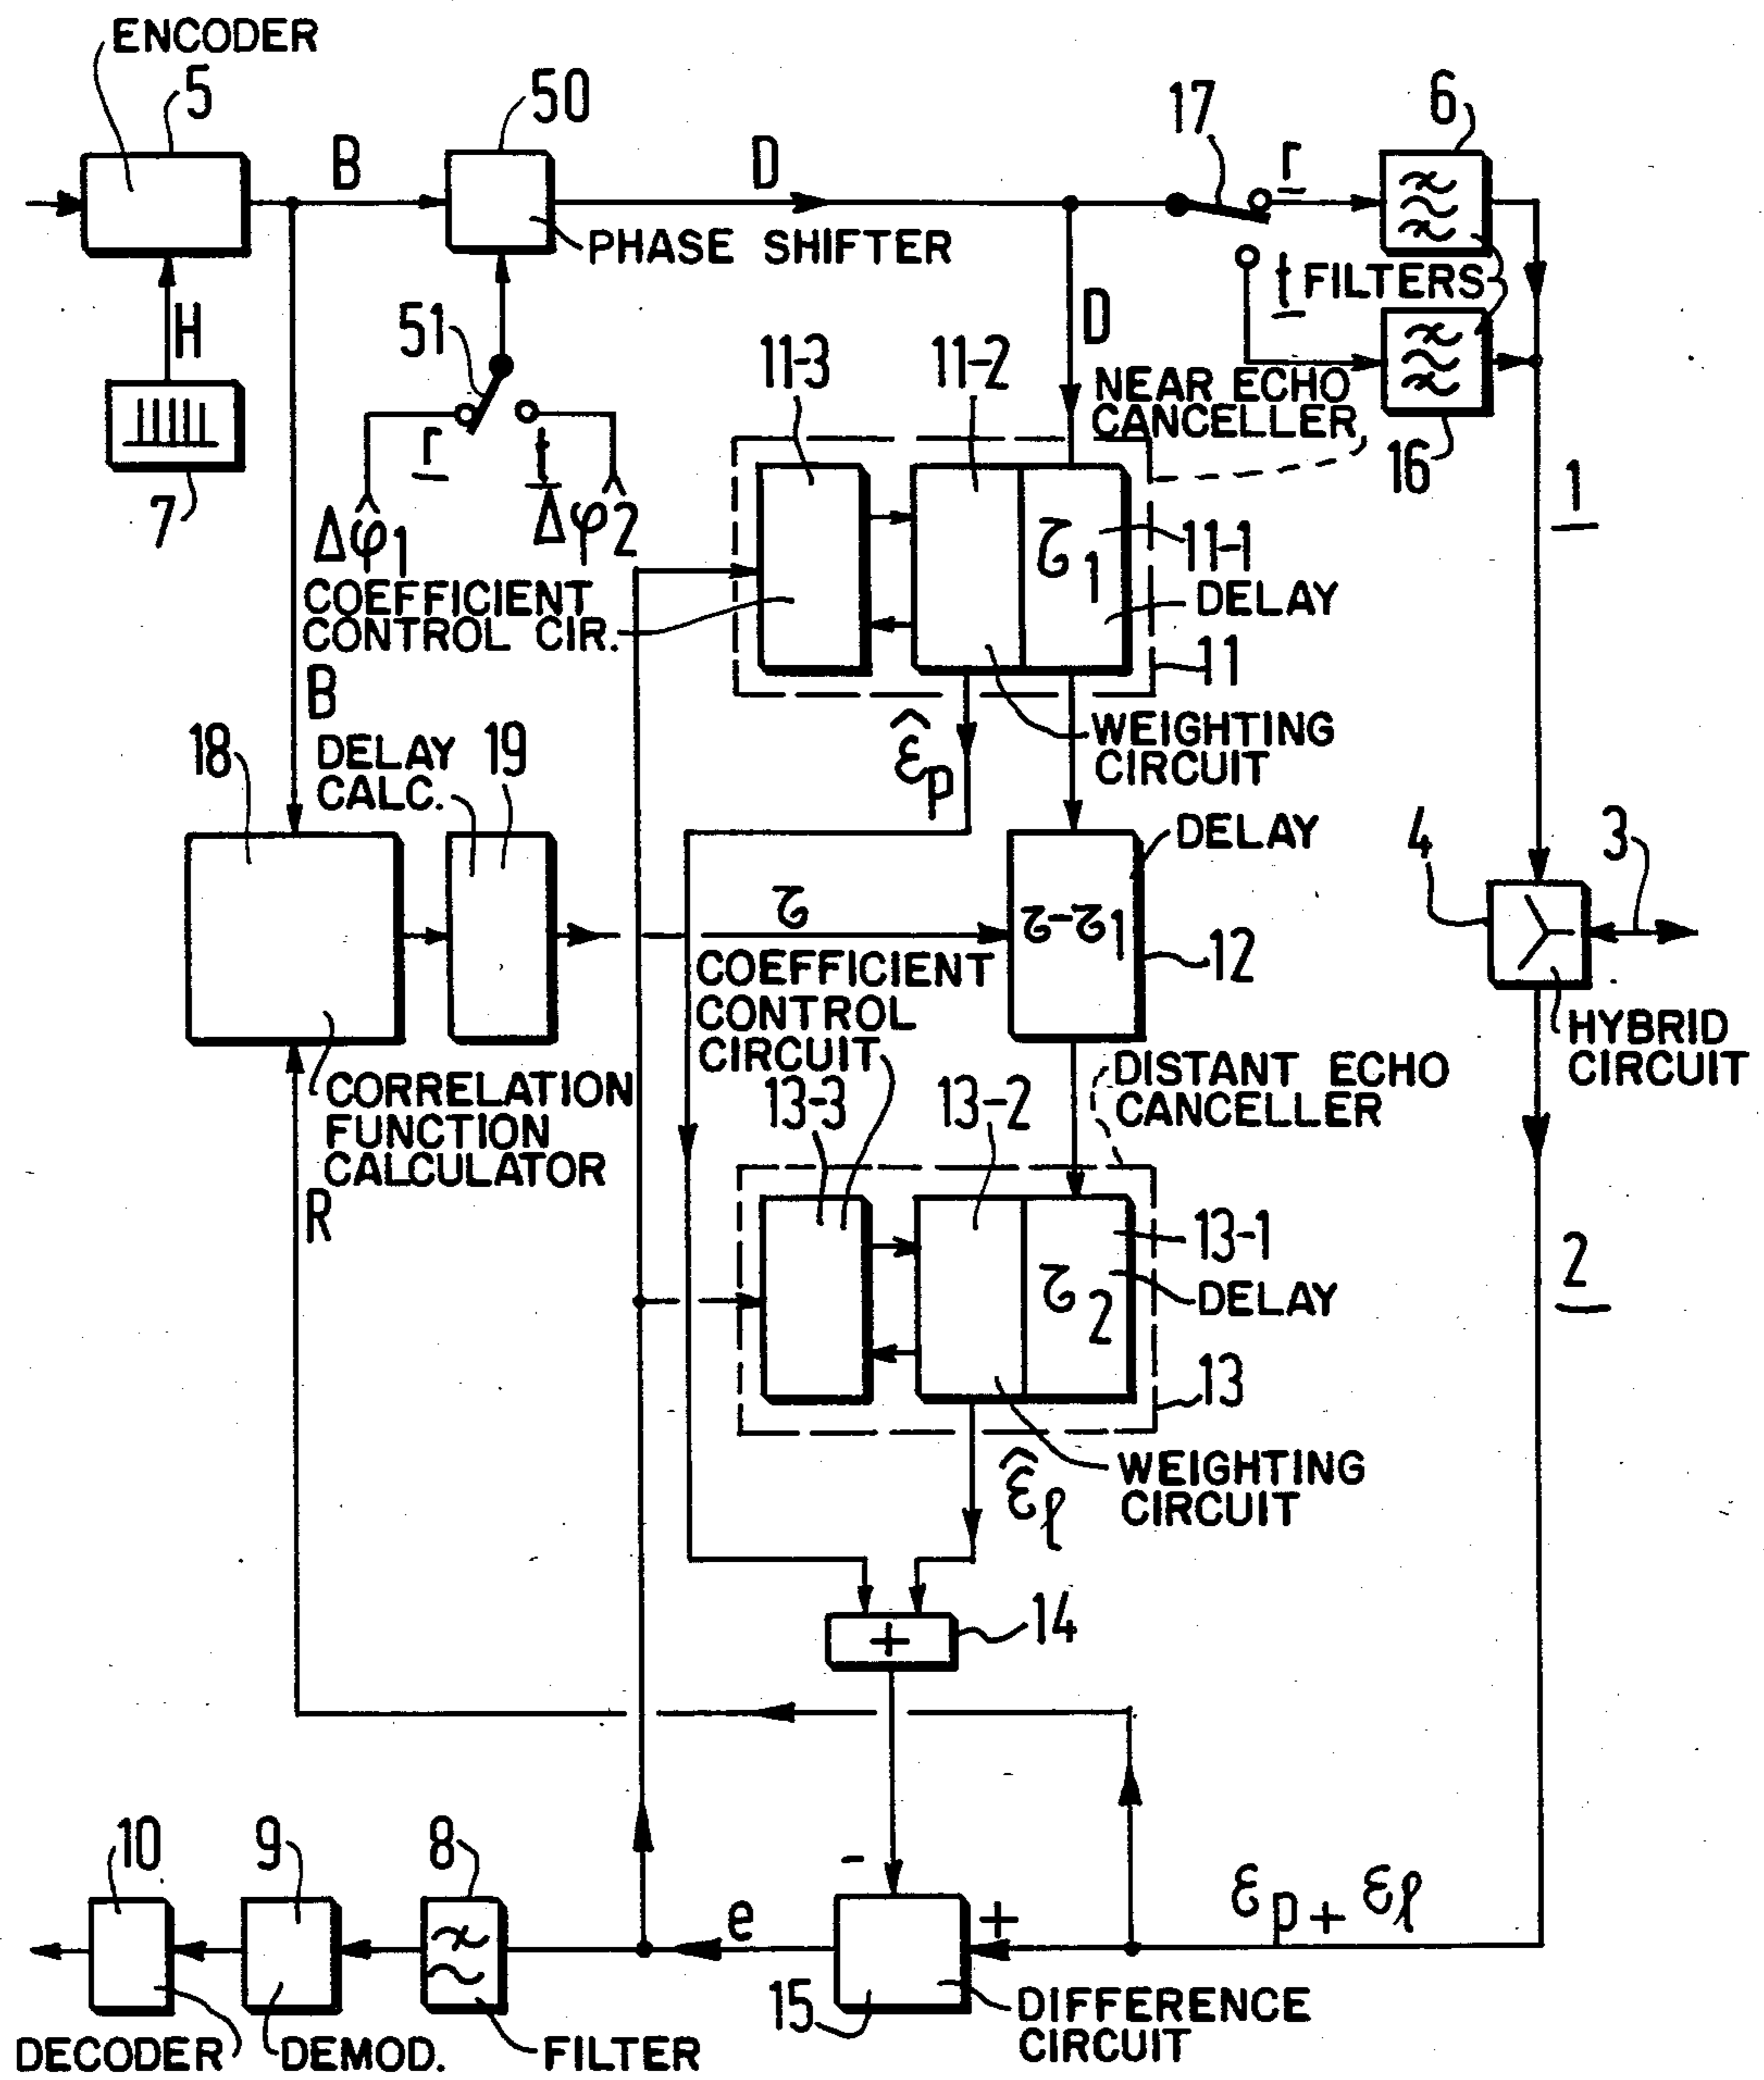 ENCODER
5
50
17
6
B
D
r
PHASE SHIFTER
t
FILTERS
H
51
11-3
11-2
D
NEAR ECHO
CANCELLER
16
7
r
t
1
Δφ̂1
Δφ̂2
τ1
11-1
DELAY
COEFFICIENT
CONTROL CIR.
11
B
ε̂p
WEIGHTING
CIRCUIT
18
DELAY
CALC.
19
DELAY
4
3
τ
τ-τ1
12
COEFFICIENT
CONTROL
CIRCUIT
HYBRID
CIRCUIT
CORRELATION
FUNCTION
CALCULATOR
13-3
13-2
DISTANT ECHO
CANCELLER
R
13-1
DELAY
τ2
2
13
ε̂ℓ
WEIGHTING
CIRCUIT
14
+
10
9
8
-
e
+
εp + εℓ
15
DIFFERENCE
CIRCUIT
DECODER
DEMOD.
FILTER